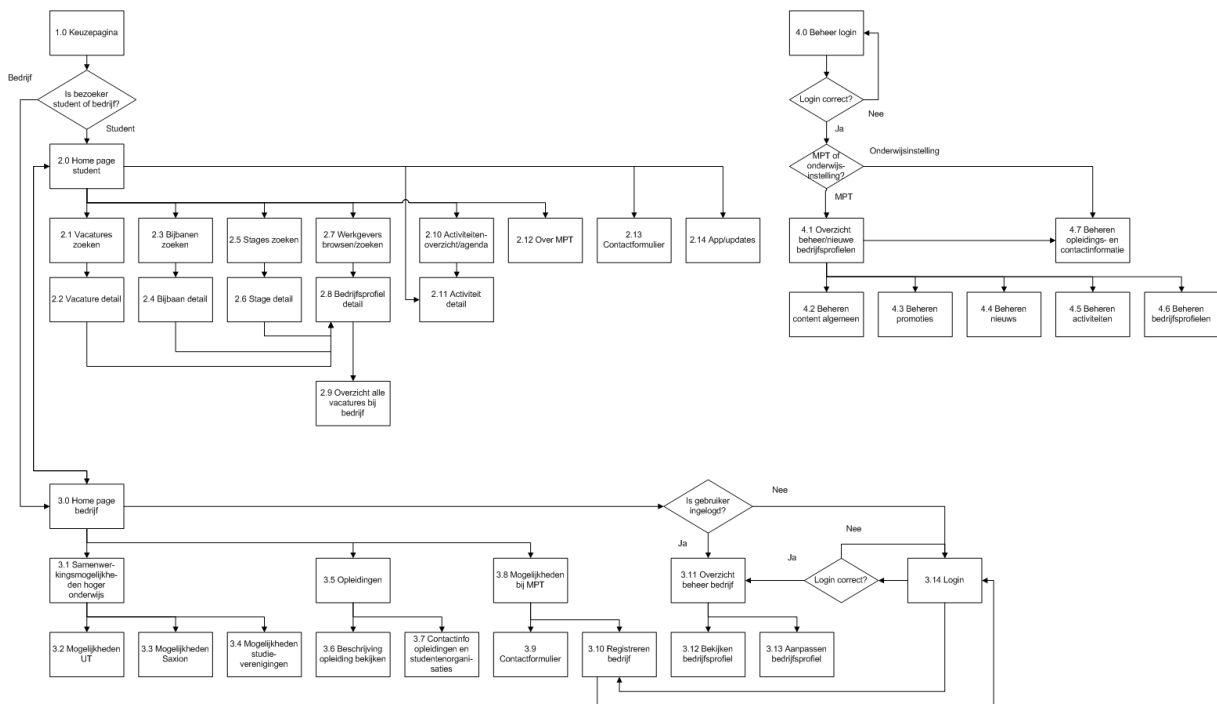 1.0 Keuzepagina
Bedrijf
Is bezoeker
student of bedrijf?
Student
2.0 Home page
student
2.1 Vacatures
zoeken
2.3 Bijbanen
zoeken
2.5 Stages zoeken
2.7 Werkgevers
browsen/zoeken
2.10 Activiteiten-
overzicht/agenda
2.12 Over MPT
2.13
Contactformulier
2.14 App/updates
2.2 Vacature detail
2.4 Bijbaan detail
2.6 Stage detail
2.8 Bedrijfsprofiel
detail
2.11 Activiteit
detail
2.9 Overzicht alle
vacatures bij
bedrijf
4.0 Beheer login
Login correct?
Nee
Ja
MPT of
onderwijs-
instelling?
Onderwijsinstelling
MPT
4.1 Overzicht
beheer/nieuwe
bedrijfsprofielen
4.7 Beheren
opleidings- en
contactinformatie
4.2 Beheren
content algemeen
4.3 Beheren
promoties
4.4 Beheren
nieuws
4.5 Beheren
activiteiten
4.6 Beheren
bedrijfsprofielen
3.0 Home page
bedrijf
Is gebruiker
ingelogd?
Nee
Ja
3.1 Samenwer-
kingsmogelijkhe-
den hoger
onderwijs
3.5 Opleidingen
3.8 Mogelijkheden
bij MPT
3.11 Overzicht
beheer bedrijf
Ja
Login correct?
Nee
3.14 Login
3.2 Mogelijkheden
UT
3.3 Mogelijkheden
Saxion
3.4 Mogelijkheden
studie-
verenigingen
3.6 Beschrijving
opleiding bekijken
3.7 Contactinfo
opleidingen en
studentenorgani-
saties
3.9
Contactformulier
3.10 Registreren
bedrijf
3.12 Bekijken
bedrijfsprofiel
3.13 Aanpassen
bedrijfsprofiel